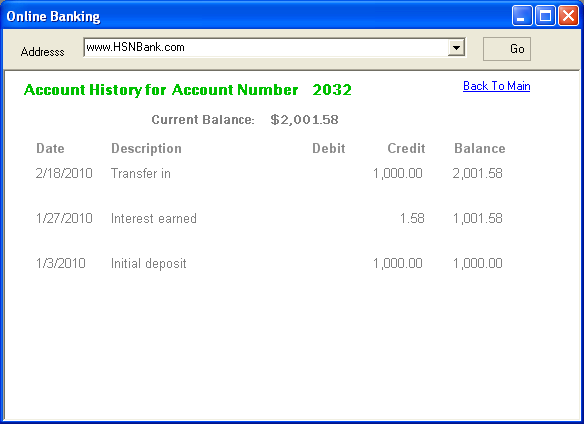 Online Banking
Addresss www.HSNBank.com Go
Account History for Account Number 2032 Back To Main
Current Balance: $2,001.58
Date Description Debit Credit Balance
2/18/2010 Transfer in 1,000.00 2,001.58
1/27/2010 Interest earned 1.58 1,001.58
1/3/2010 Initial deposit 1,000.00 1,000.00